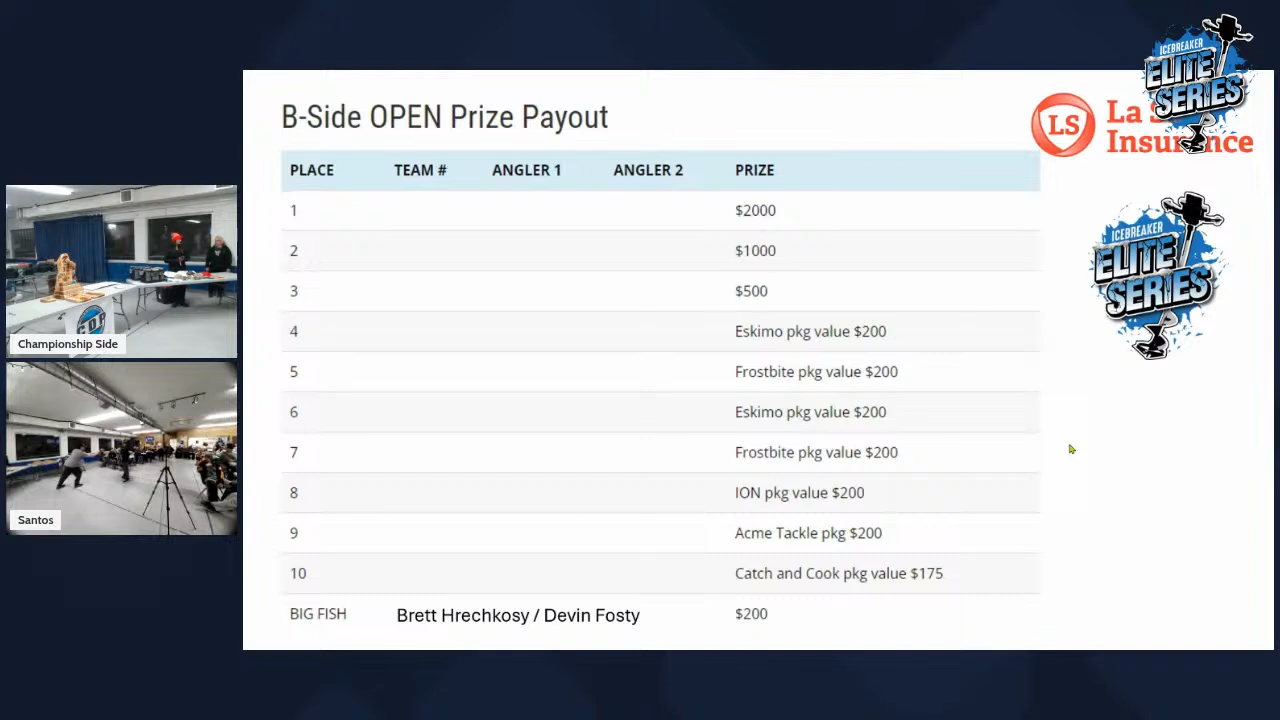 B-Side OPEN Prize Payout
ICEBREAKER
ELITE
SERIES
LS
La S
Insurance
PLACE TEAM # ANGLER 1 ANGLER 2 PRIZE
1 $2000
2 $1000
3 $500
4 Eskimo pkg value $200
5 Frostbite pkg value $200
6 Eskimo pkg value $200
7 Frostbite pkg value $200
8 ION pkg value $200
9 Acme Tackle pkg $200
10 Catch and Cook pkg value $175
BIG FISH Brett Hrechkosy / Devin Fosty $200
ICEBREAKER
ELITE
SERIES
Championship Side
Santos